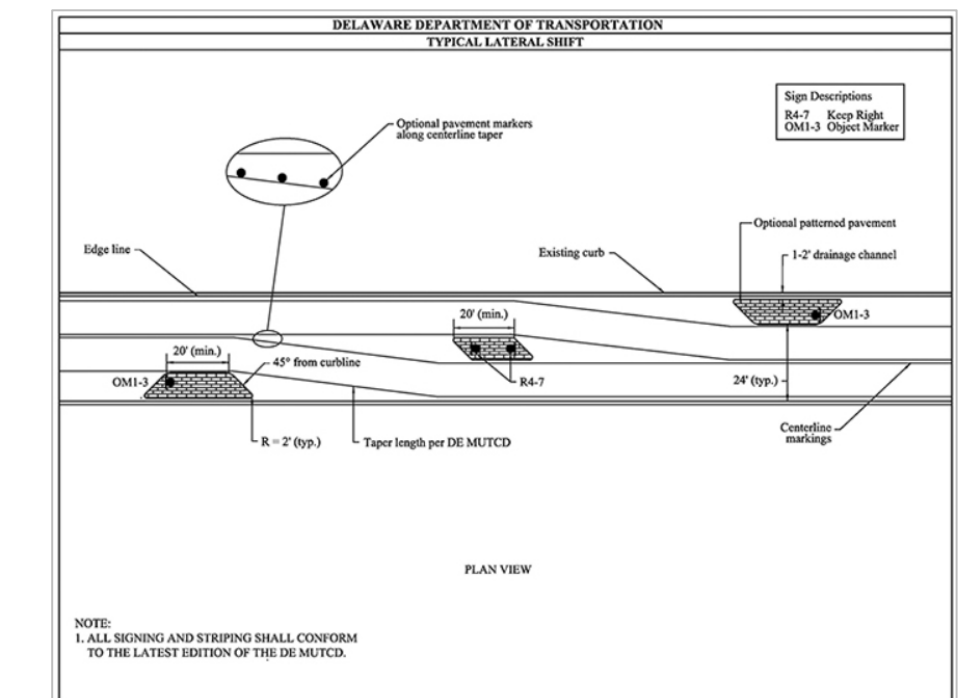 DELAWARE DEPARTMENT OF TRANSPORTATION
TYPICAL LATERAL SHIFT
Sign Descriptions
R4-7 Keep Right
OM1-3 Object Marker
Optional pavement markers
along centerline taper
Optional patterned pavement
Edge line
Existing curb
1-2' drainage channel
20' (min.)
OM1-3
20' (min.)
45° from curbline
OM1-3
R4-7
24' (typ.)
R = 2' (typ.)
Taper length per DE MUTCD
Centerline
markings
PLAN VIEW
NOTE:
1. ALL SIGNING AND STRIPING SHALL CONFORM
TO THE LATEST EDITION OF THE DE MUTCD.